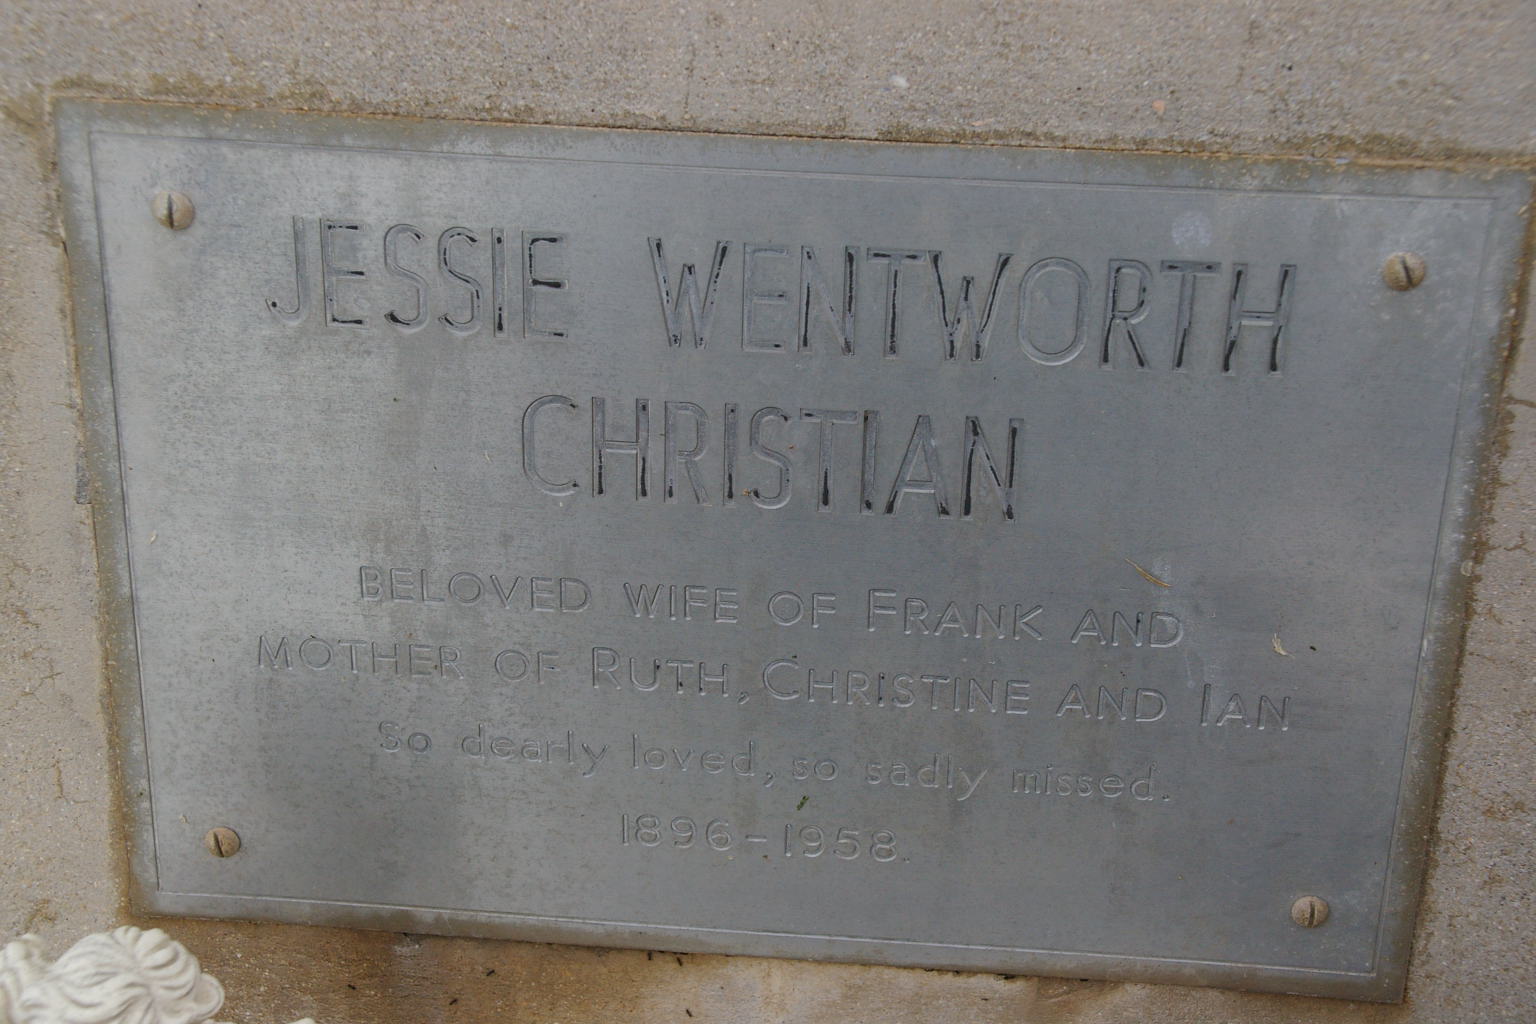 JESSIE WENTWORTH
CHRISTIAN
BELOVED WIFE OF FRANK AND
MOTHER OF RUTH, CHRISTINE AND IAN
So dearly loved, so sadly missed.
1896-1958.